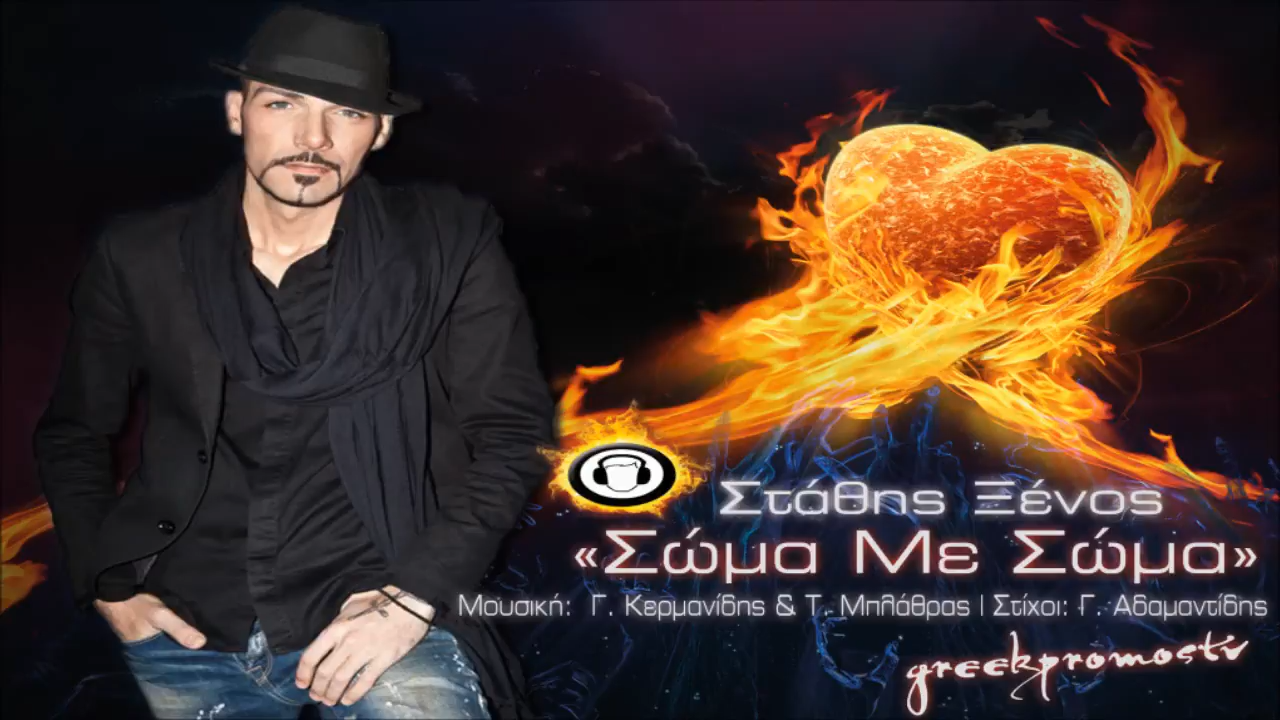 Στάθης Ξένος
«Σώμα Με Σώμα»
Μουσική: Γ. Κερμανίδης & Τ. Μπλάθρας | Στίχοι: Γ. Αδαμαντίδης
greekpromostv